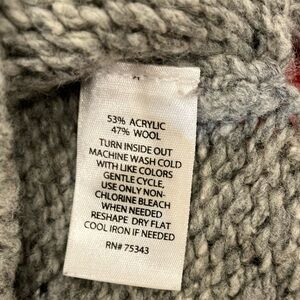 53% ACRYLIC
47% WOOL
TURN INSIDE OUT
MACHINE WASH COLD
WITH LIKE COLORS
GENTLE CYCLE,
USE ONLY NON-
CHLORINE BLEACH
WHEN NEEDED
RESHAPE DRY FLAT
COOL IRON IF NEEDED
RN# 75343